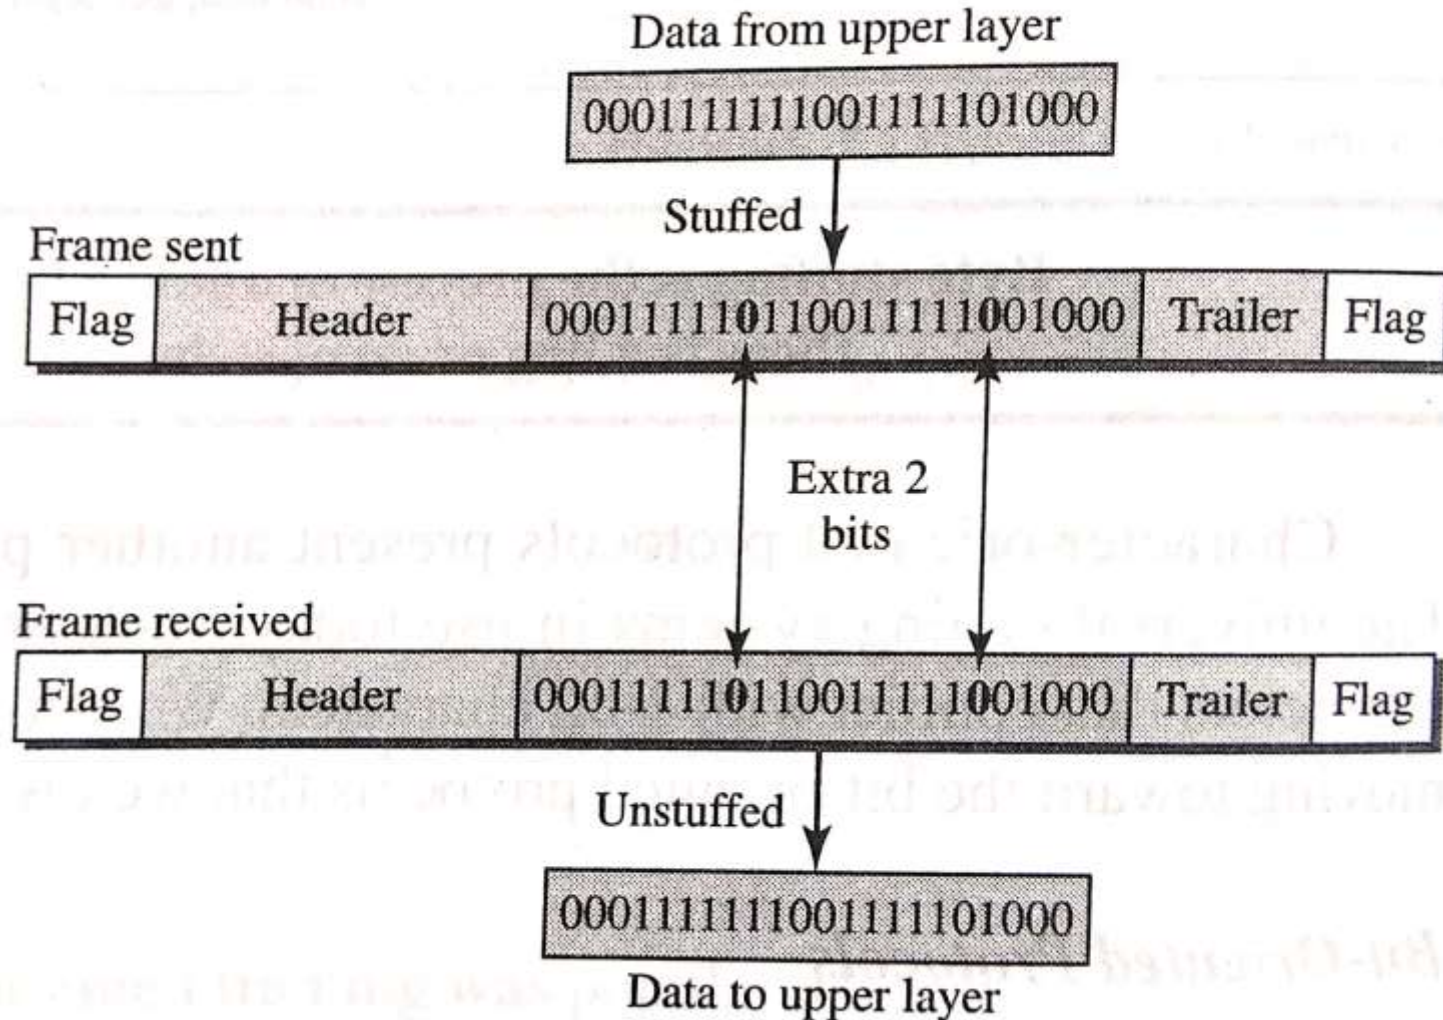 Data from upper layer
0001111111001111101000
Stuffed
Frame sent
Flag Header 000111110110011111001000 Trailer Flag
Extra 2
bits
Frame received
Flag Header 000111110110011111001000 Trailer Flag
Unstuffed
0001111111001111101000
Data to upper layer